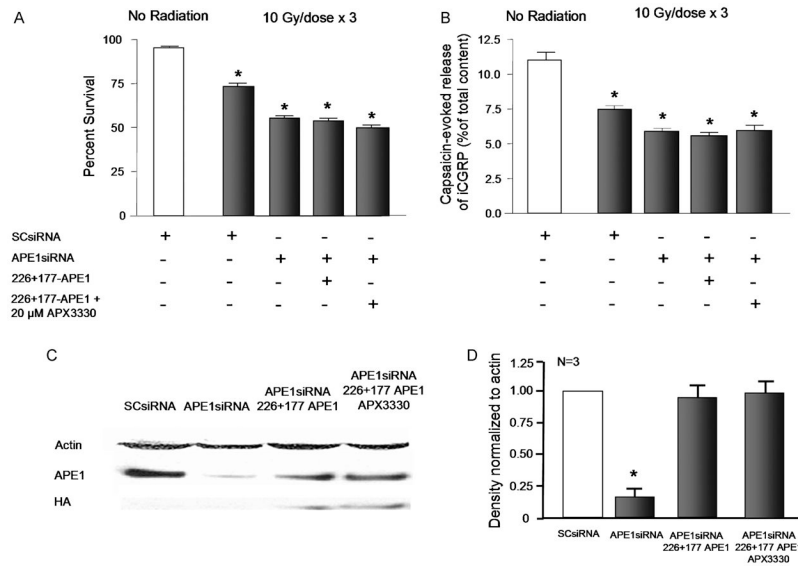 A
No Radiation
10 Gy/dose x 3
Percent Survival
100
75
50
25
0
*
*
*
*
SCsiRNA + + - - -
APE1siRNA - - + + +
226+177-APE1 - - - + -
226+177-APE1 +
20 µM APX3330 - - - - +
B
No Radiation
10 Gy/dose x 3
Capsaicin-evoked release
of iCGRP (%of total content)
12.5
10.0
7.5
5.0
2.5
0.0
*
*
*
*
+ + - - -
- - + + +
- - - + -
- - - - +
C
SCsiRNA
APE1siRNA
APE1siRNA
226+177 APE1
APE1siRNA
226+177 APE1
APX3330
Actin
APE1
HA
D
N=3
Density normalized to actin
1.25
1.00
0.75
0.50
0.25
0
*
SCsiRNA
APE1siRNA
APE1siRNA
226+177 APE1
APE1siRNA
226+177 APE1
APX3330